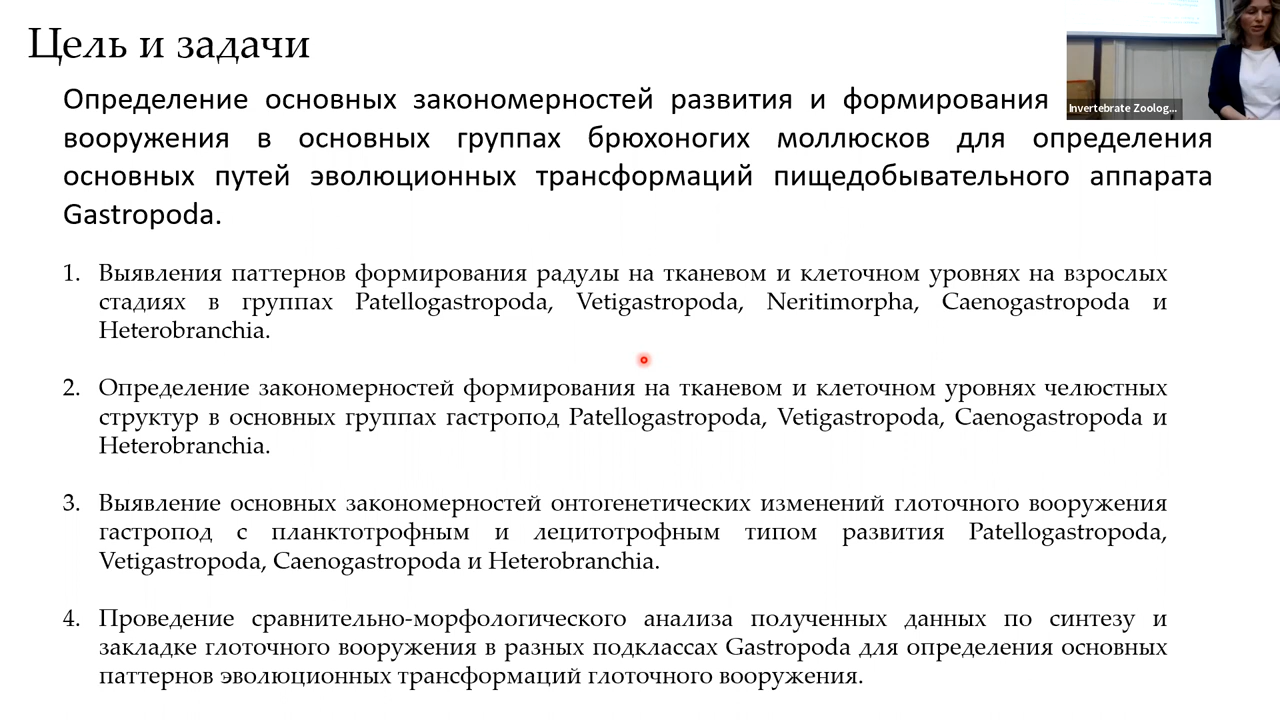 Цель и задачи
Определение основных закономерностей развития и формирования
вооружения в основных группах брюхоногих моллюсков для определения
основных путей эволюционных трансформаций пищедобывательного аппарата
Gastropoda.
1. Выявления паттернов формирования радулы на тканевом и клеточном уровнях на взрослых
стадиях в группах Patellogastropoda, Vetigastropoda, Neritimorpha, Caenogastropoda и
Heterobranchia.
2. Определение закономерностей формирования на тканевом и клеточном уровнях челюстных
структур в основных группах гастропод Patellogastropoda, Vetigastropoda, Caenogastropoda и
Heterobranchia.
3. Выявление основных закономерностей онтогенетических изменений глоточного вооружения
гастропод с планктотрофным и лецитотрофным типом развития Patellogastropoda,
Vetigastropoda, Caenogastropoda и Heterobranchia.
4. Проведение сравнительно-морфологического анализа полученных данных по синтезу и
закладке глоточного вооружения в разных подклассах Gastropoda для определения основных
паттернов эволюционных трансформаций глоточного вооружения.
Invertebrate Zoolog...